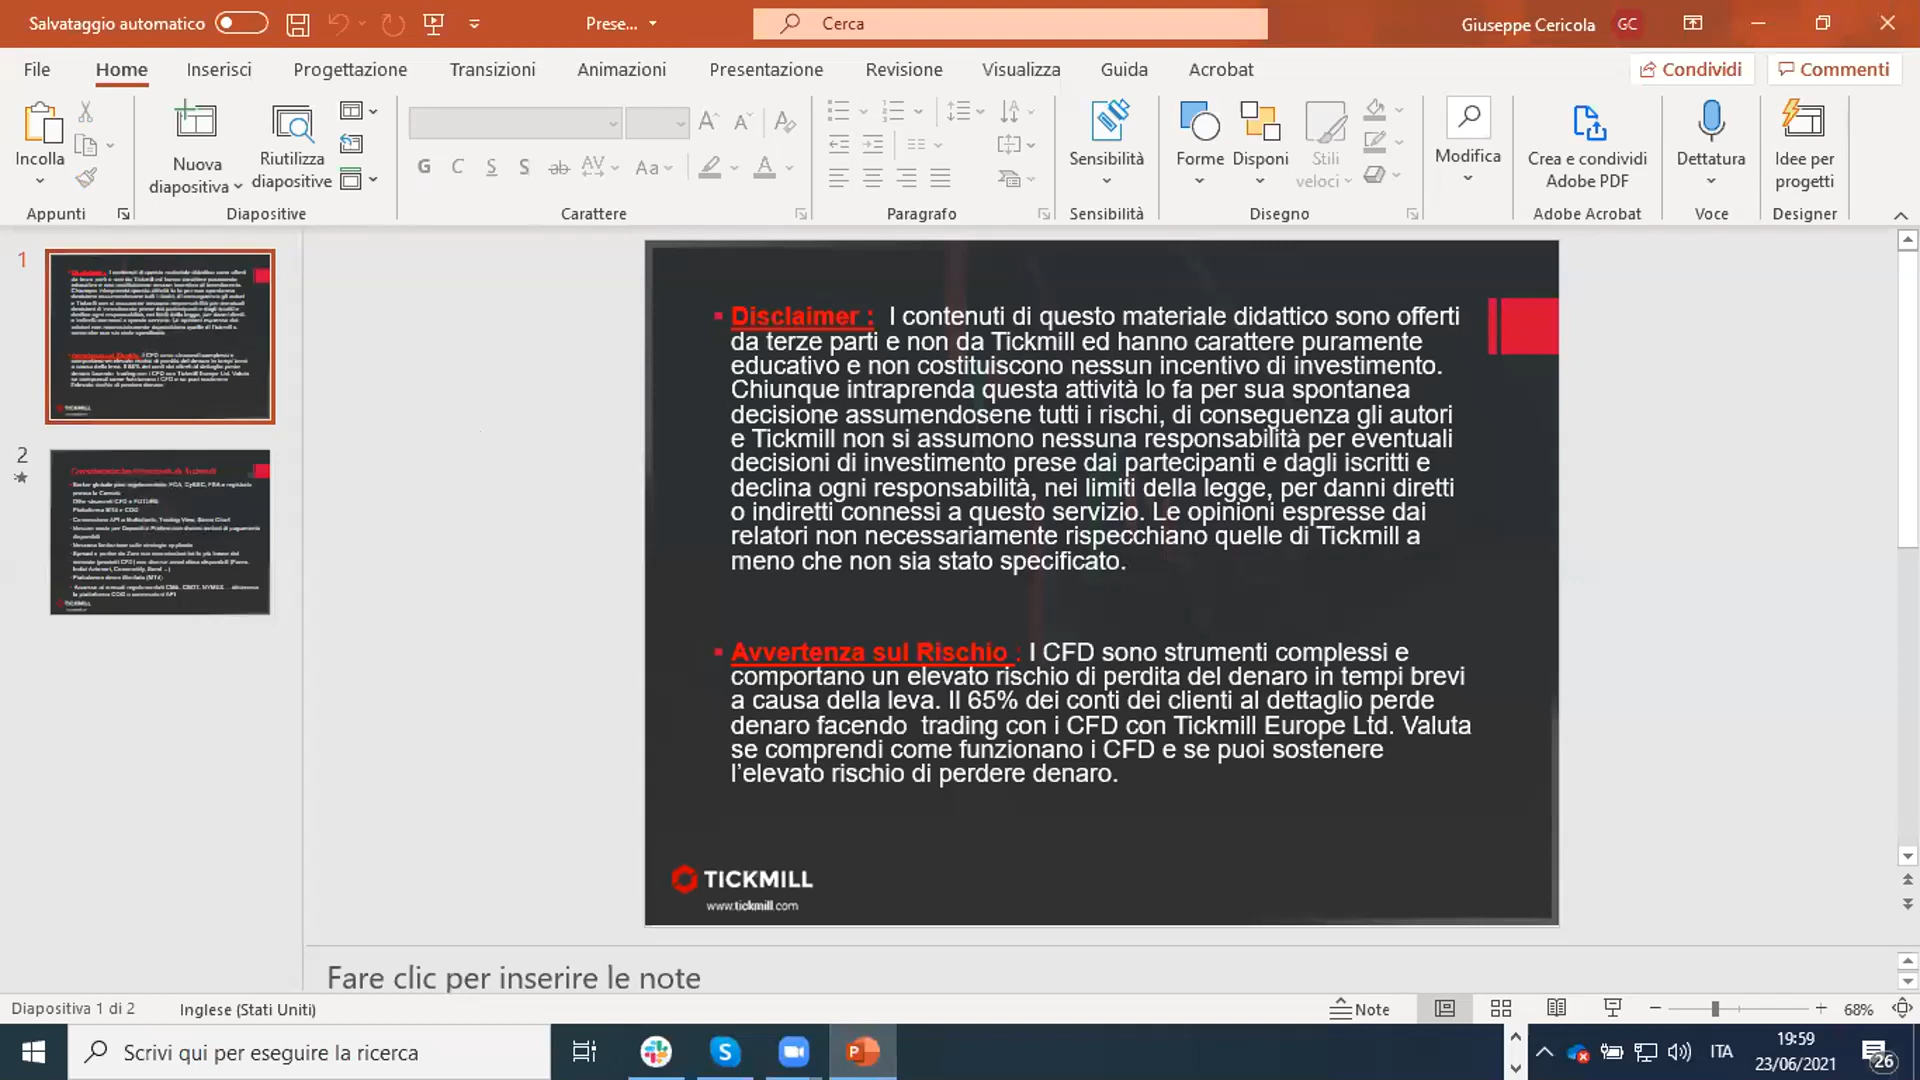 Salvataggio automatico
Prese...
Cerca
Giuseppe Cericola
GC
File Home Inserisci Progettazione Transizioni Animazioni Presentazione Revisione Visualizza Guida Acrobat
Condividi
Commenti
Incolla
Nuova diapositiva
Riutilizza diapositive
G C S S ab AV Aa A
Sensibilità
Forme
Disponi
Stili veloci
Modifica
Crea e condividi Adobe PDF
Dettatura
Idee per progetti
Appunti
Diapositive
Carattere
Paragrafo
Sensibilità
Disegno
Adobe Acrobat
Voce
Designer
1
2
Disclaimer : I contenuti di questo materiale didattico sono offerti
da terze parti e non da Tickmill ed hanno carattere puramente
educativo e non costituiscono nessun incentivo di investimento.
Chiunque intraprenda questa attività lo fa per sua spontanea
decisione assumendosene tutti i rischi, di conseguenza gli autori
e Tickmill non si assumono nessuna responsabilità per eventuali
decisioni di investimento prese dai partecipanti e dagli iscritti e
declina ogni responsabilità, nei limiti della legge, per danni diretti
o indiretti connessi a questo servizio. Le opinioni espresse dai
relatori non necessariamente rispecchiano quelle di Tickmill a
meno che non sia stato specificato.
Avvertenza sul Rischio : I CFD sono strumenti complessi e
comportano un elevato rischio di perdita del denaro in tempi brevi
a causa della leva. Il 65% dei conti dei clienti al dettaglio perde
denaro facendo trading con i CFD con Tickmill Europe Ltd. Valuta
se comprendi come funzionano i CFD e se puoi sostenere
l’elevato rischio di perdere denaro.
TICKMILL
www.tickmill.com
Fare clic per inserire le note
Diapositiva 1 di 2
Inglese (Stati Uniti)
Note
68%
Scrivi qui per eseguire la ricerca
ITA
19:59
23/06/2021
26